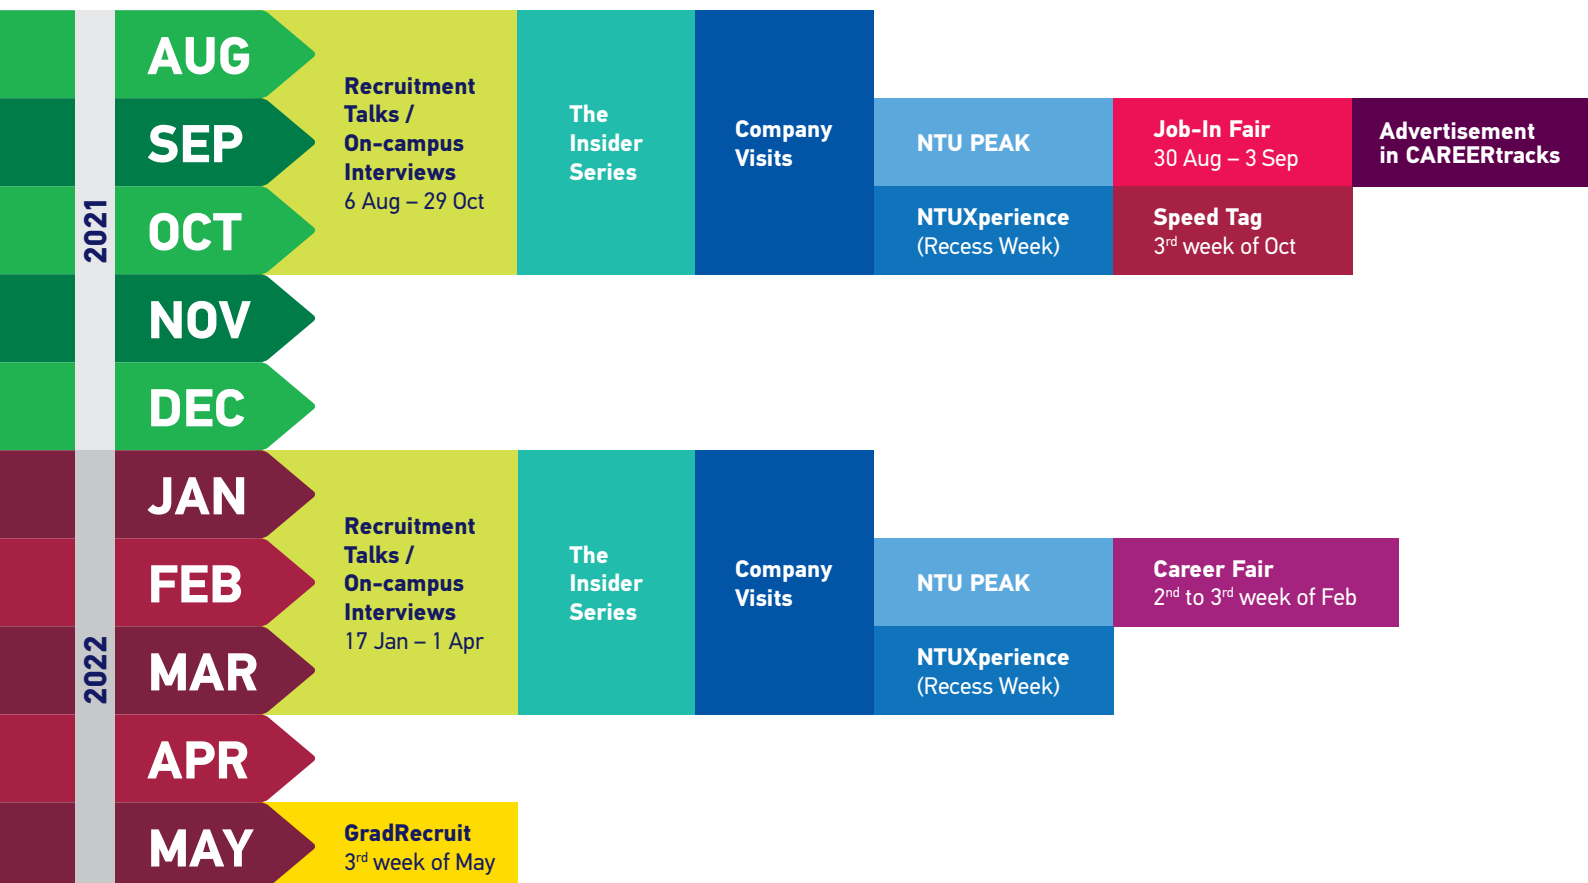 2021
AUG
SEP
OCT
NOV
DEC
Recruitment
Talks /
On-campus
Interviews
6 Aug – 29 Oct
The
Insider
Series
Company
Visits
NTU PEAK
NTUXperience
(Recess Week)
Job-In Fair
30 Aug – 3 Sep
Speed Tag
3rd week of Oct
Advertisement
in CAREERtracks
2022
JAN
FEB
MAR
APR
MAY
Recruitment
Talks /
On-campus
Interviews
17 Jan – 1 Apr
The
Insider
Series
Company
Visits
NTU PEAK
NTUXperience
(Recess Week)
Career Fair
2nd to 3rd week of Feb
GradRecruit
3rd week of May